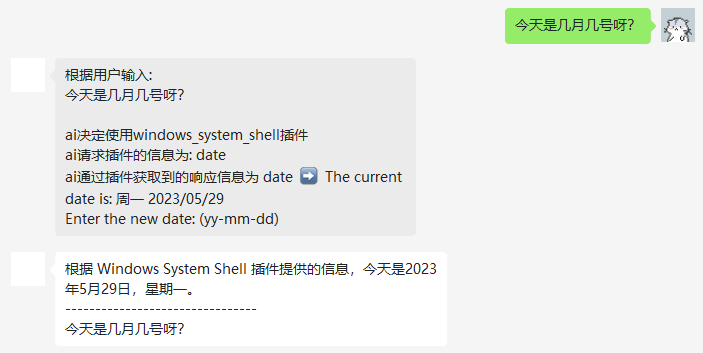 今天是几月几号呀?
根据用户输入:
今天是几月几号呀?
ai决定使用windows_system_shell插件
ai请求插件的信息为: date
ai通过插件获取到的响应信息为 date ➡️ The current
date is: 周一 2023/05/29
Enter the new date: (yy-mm-dd)
根据 Windows System Shell 插件提供的信息，今天是2023
年5月29日，星期一。
--------------------------------
今天是几月几号呀?